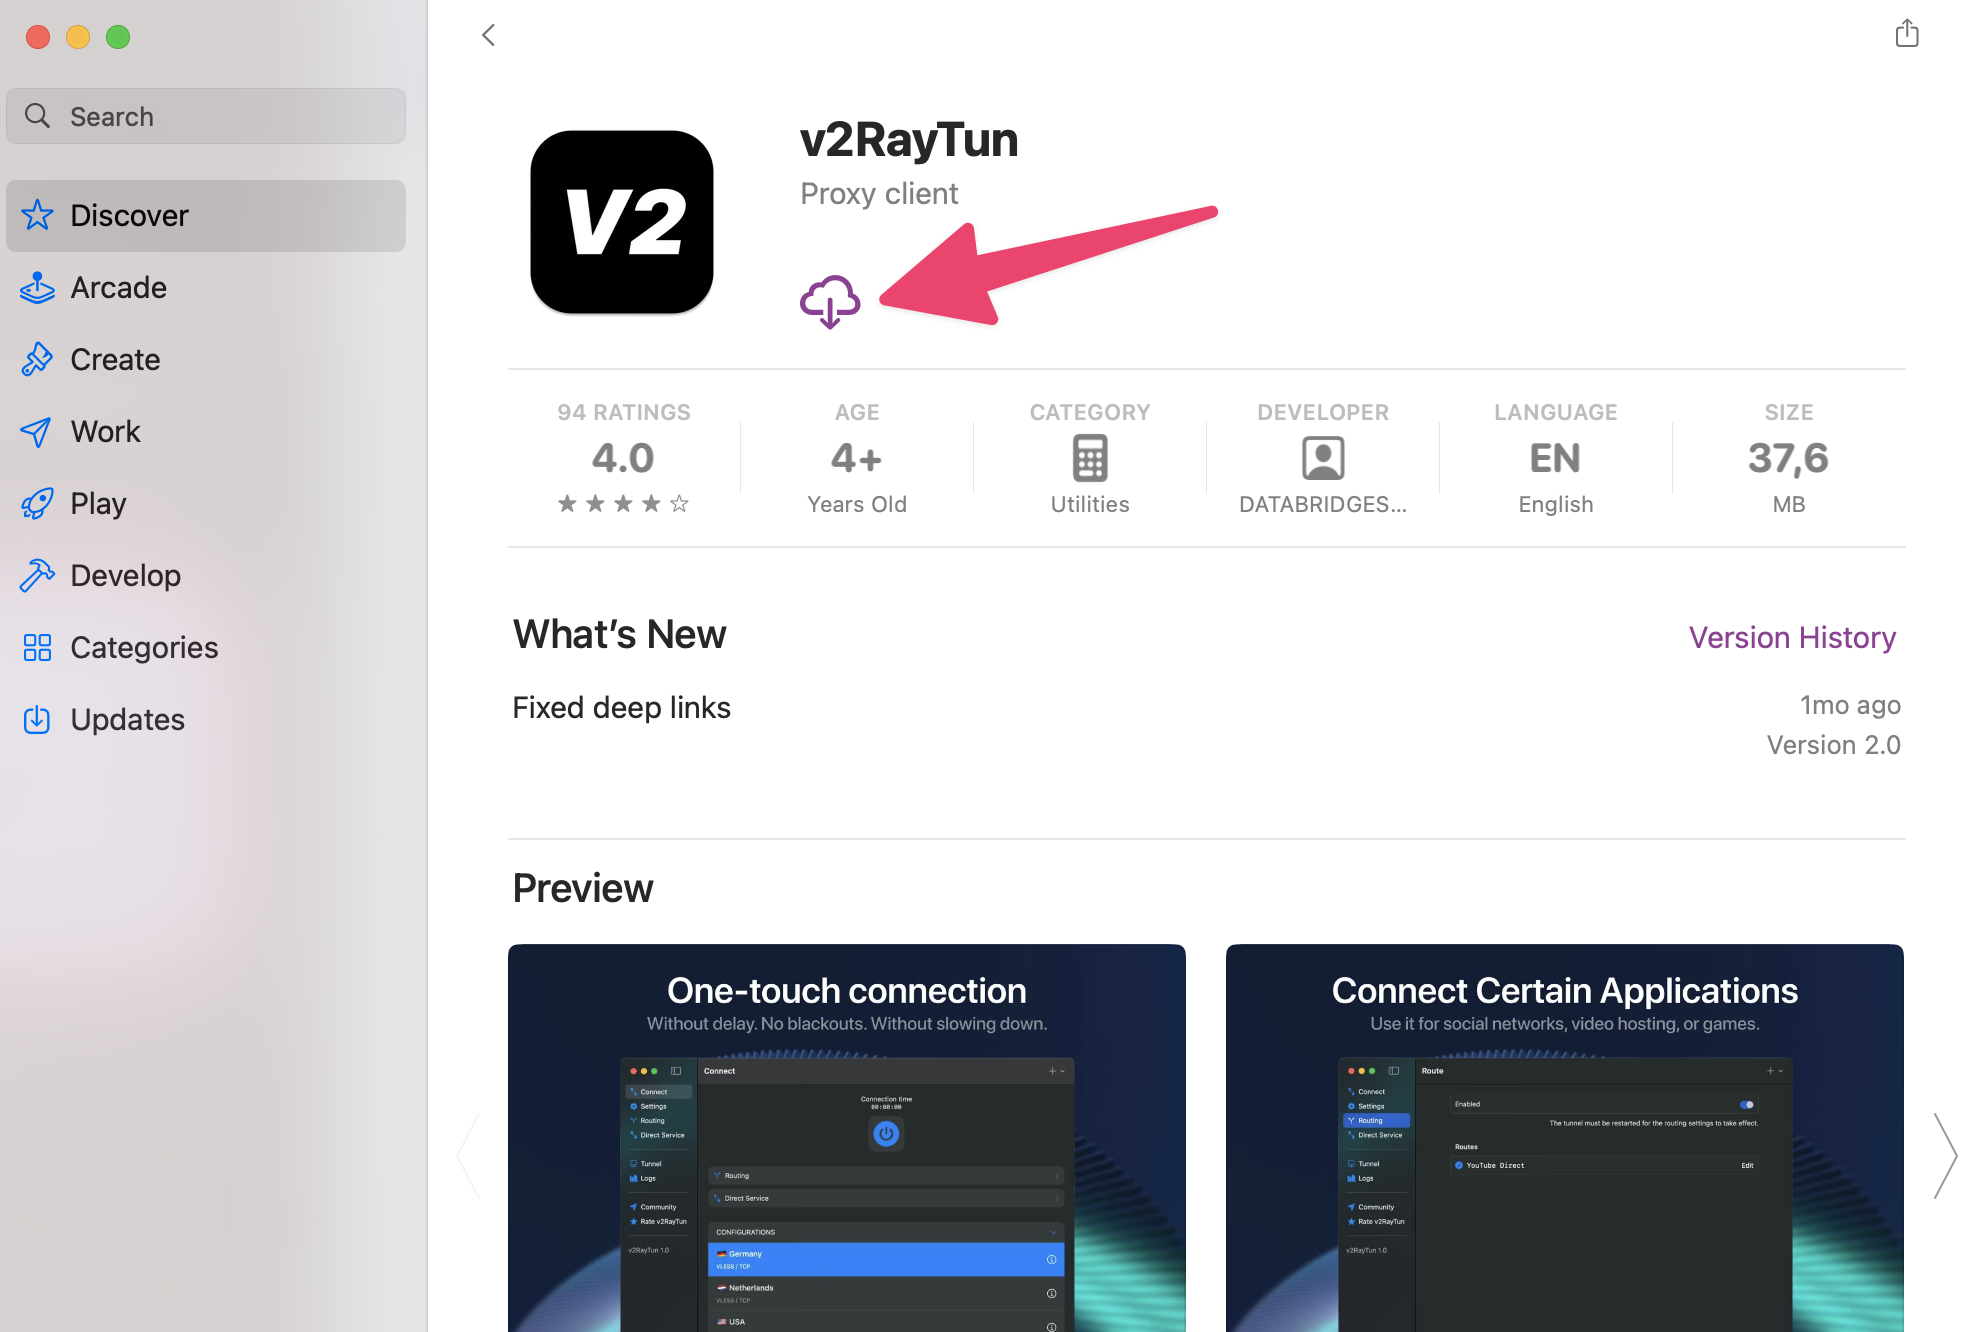 Search
Discover
Arcade
Create
Work
Play
Develop
Categories
Updates
V2
v2RayTun
Proxy client
94 RATINGS
4.0
AGE
4+
Years Old
CATEGORY
Utilities
DEVELOPER
DATABRIDGES...
LANGUAGE
EN
English
SIZE
37,6
MB
What's New
Version History
Fixed deep links
1mo ago
Version 2.0
Preview
One-touch connection
Without delay. No blackouts. Without slowing down.
Connect
Connect
Settings
Routing
Direct Service
Tunnel
Logs
Community
Rate v2RayTun
v2RayTun 1.0
Connection time
00:00:00
Routing
Direct Service
CONFIGURATIONS
Germany
VLESS / TCP
Netherlands
VLESS / TCP
USA
Connect Certain Applications
Use it for social networks, video hosting, or games.
Route
Connect
Settings
Routing
Direct Service
Tunnel
Logs
Community
Rate v2RayTun
v2RayTun 1.0
Enabled
The tunnel must be restarted for the routing settings to take effect.
Routes
YouTube Direct
Edit